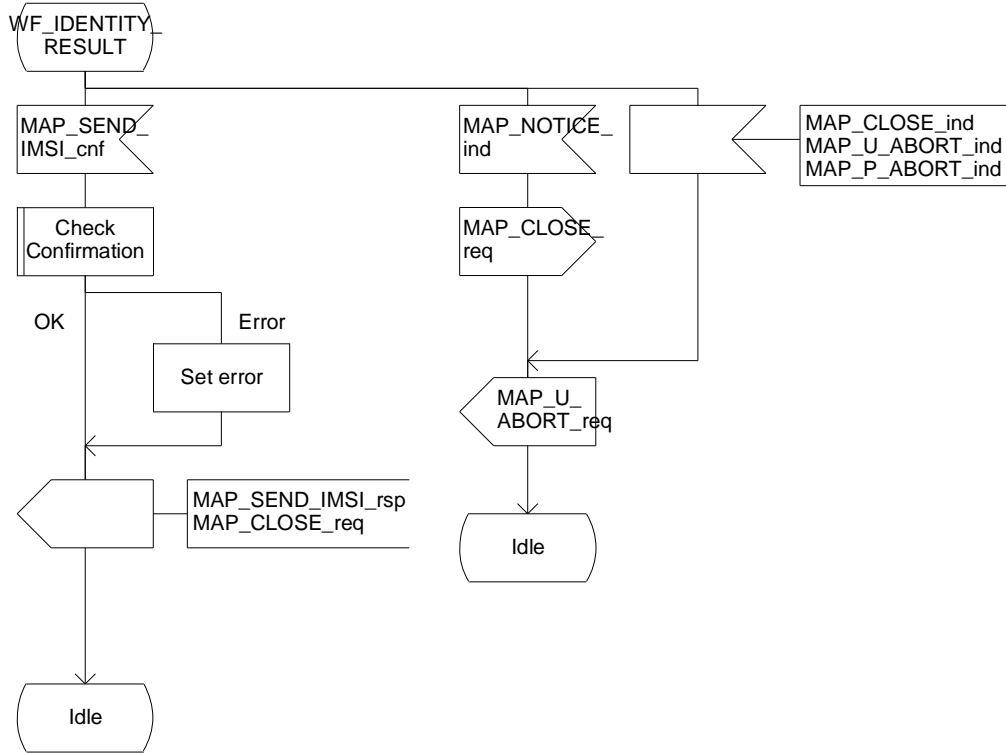 WF_IDENTITY_
RESULT
MAP_SEND_
IMSI_cnf
MAP_NOTICE_
ind
MAP_CLOSE_ind
MAP_U_ABORT_ind
MAP_P_ABORT_ind
Check
Confirmation
MAP_CLOSE_
req
OK
Error
Set error
MAP_U_
ABORT_req
MAP_SEND_IMSI_rsp
MAP_CLOSE_req
Idle
Idle